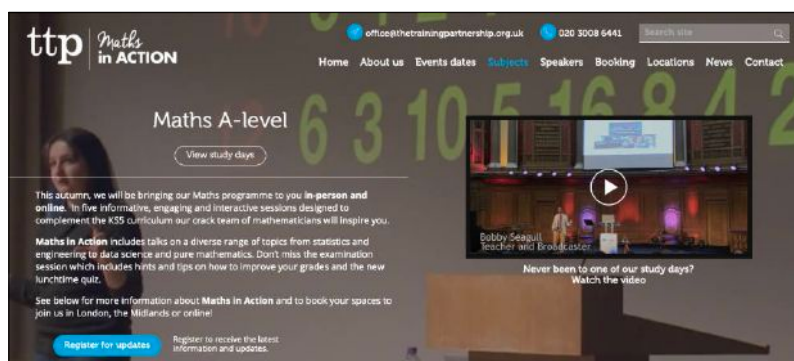 ttp Maths in ACTION
office@thetrainingpartnership.org.uk 020 3008 6441 Search site
Home About us Events dates Subjects Speakers Booking Locations News Contact
Maths A-level
View study days
This autumn, we will be bringing our Maths programme to you in-person and
online. In five informative, engaging and interactive sessions designed to
complement the KS5 curriculum our crack team of mathematicians will inspire you.
Maths in Action includes talks on a diverse range of topics from statistics and
engineering to data science and pure mathematics. Don't miss the examination
session which includes hints and tips on how to improve your grades and the new
lunchtime quiz.
See below for more information about Maths in Action and to book your spaces to
join us in London, the Midlands or online!
Register for updates
Register to receive the latest
information and updates.
6 3 10 5 16 8 4 2
Bobby Seagull
Teacher and Broadcaster
Never been to one of our study days?
Watch the video